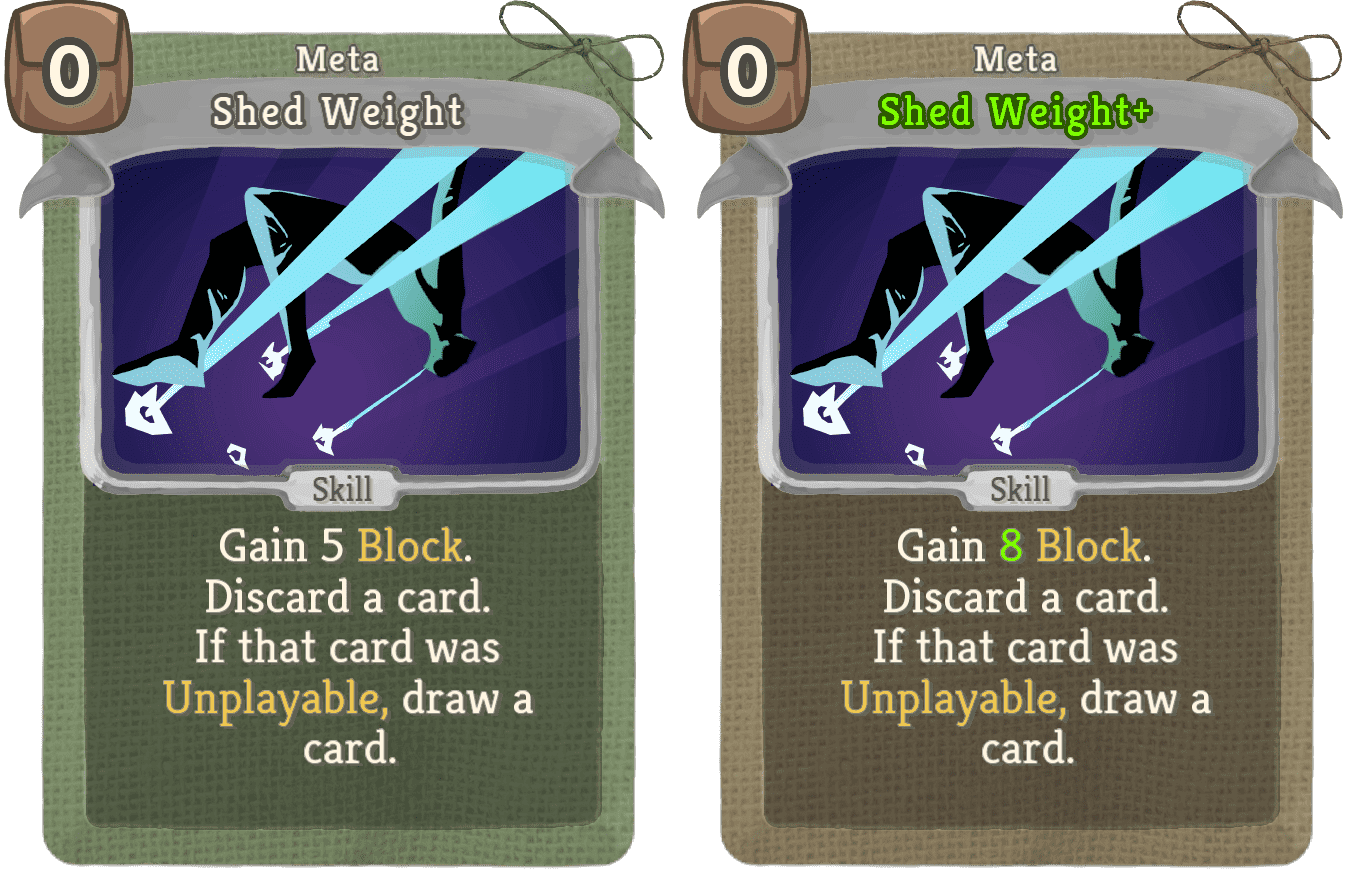 0
Meta
Shed Weight
Skill
Gain 5 Block.
Discard a card.
If that card was
Unplayable, draw a
card.
0
Meta
Shed Weight+
Skill
Gain 8 Block.
Discard a card.
If that card was
Unplayable, draw a
card.